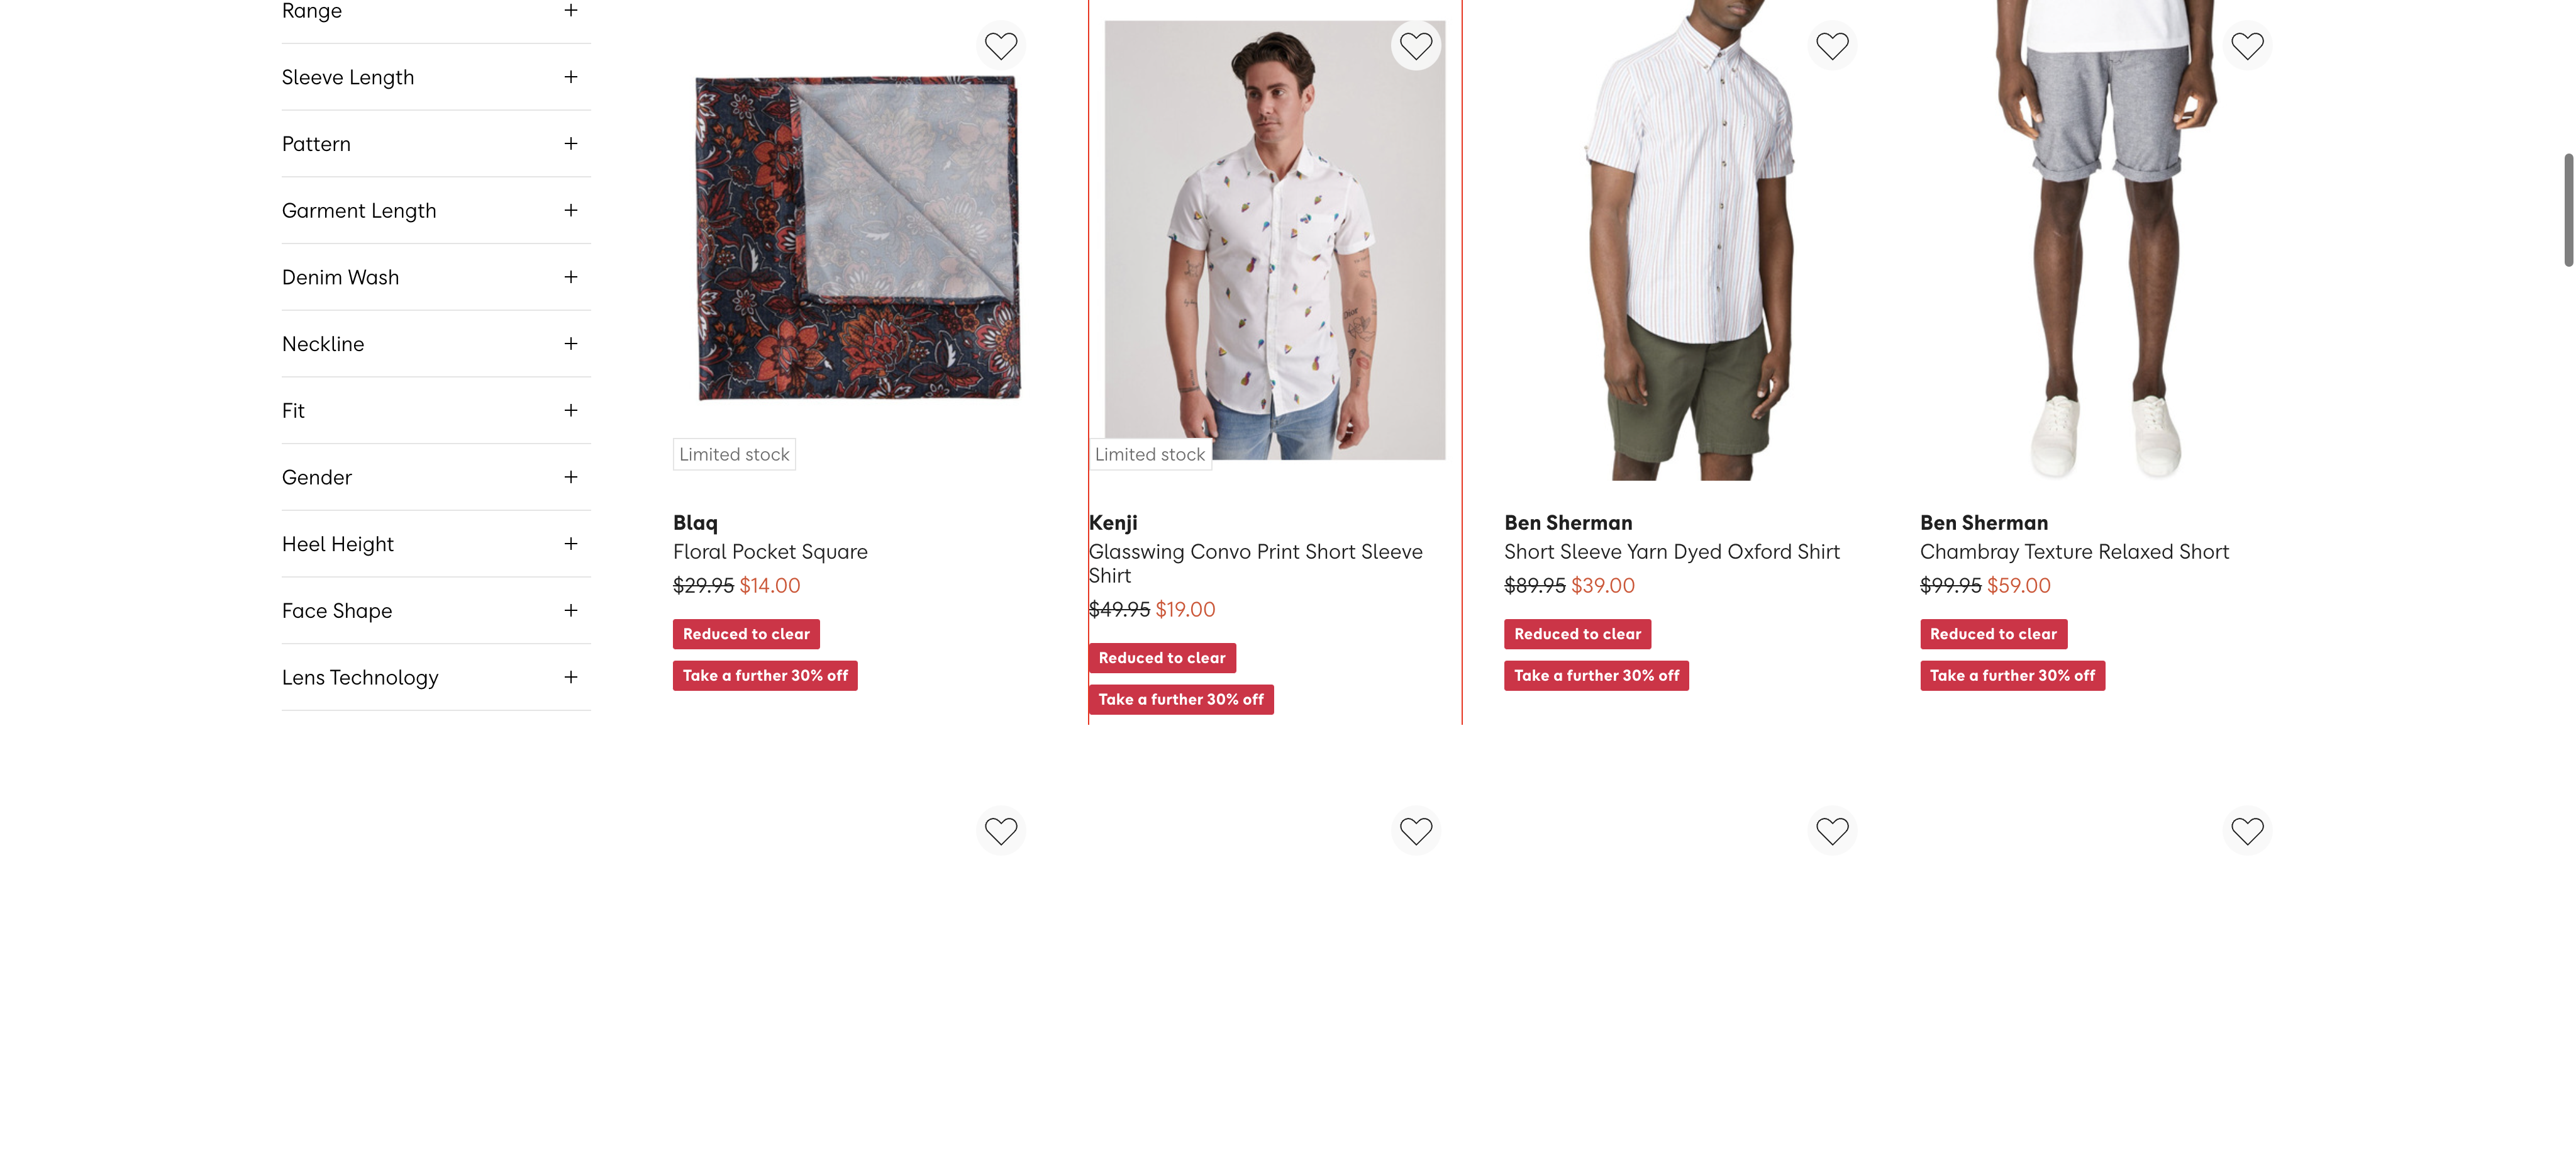 Range
Sleeve Length
Pattern
Garment Length
Denim Wash
Neckline
Fit
Gender
Heel Height
Face Shape
Lens Technology
Limited stock
Blaq
Floral Pocket Square
$29.95 $14.00
Reduced to clear
Take a further 30% off
Dior
Limited stock
Kenji
Glasswing Convo Print Short Sleeve
Shirt
$49.95 $19.00
Reduced to clear
Take a further 30% off
Ben Sherman
Short Sleeve Yarn Dyed Oxford Shirt
$89.95 $39.00
Reduced to clear
Take a further 30% off
Ben Sherman
Chambray Texture Relaxed Short
$99.95 $59.00
Reduced to clear
Take a further 30% off